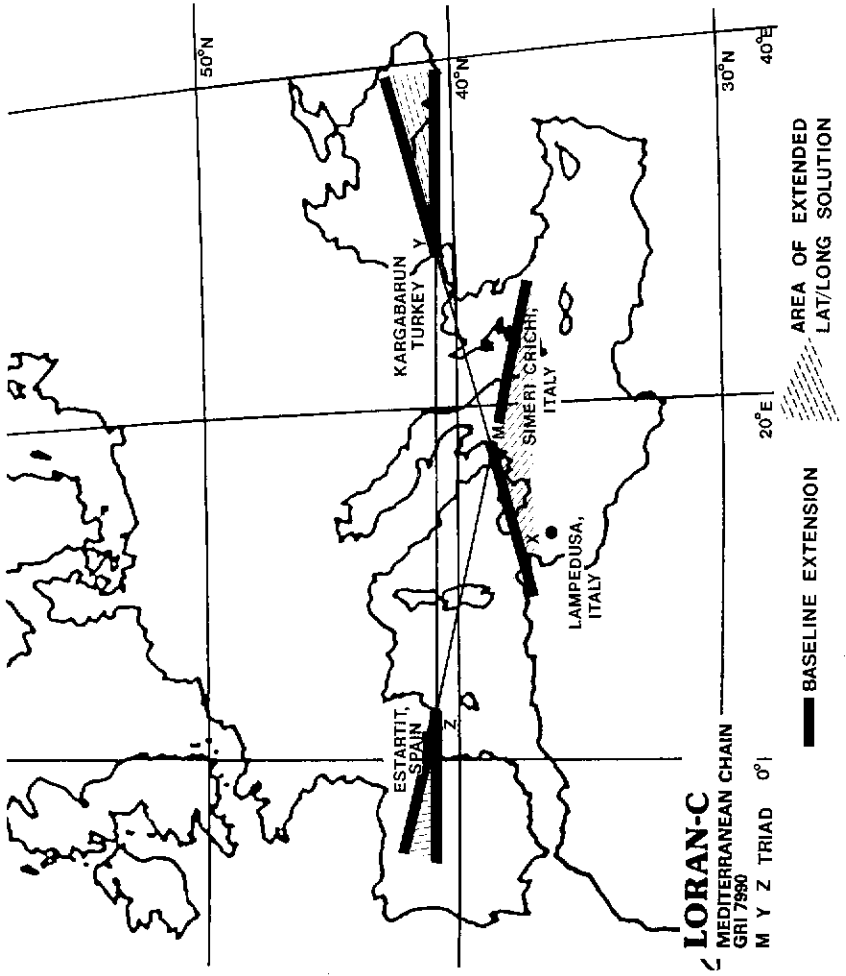 50°N
40°N
30°N
40°E
20°E
0°
KARGABARUN
TURKEY
Y
M
SIMERI CRICHI,
ITALY
X
LAMPEDUSA,
ITALY
ESTARTIT,
SPAIN
Z
LORAN-C
MEDITERRANEAN CHAIN
GRI 7990
M Y Z TRIAD
BASELINE EXTENSION
AREA OF EXTENDED
LAT/LONG SOLUTION